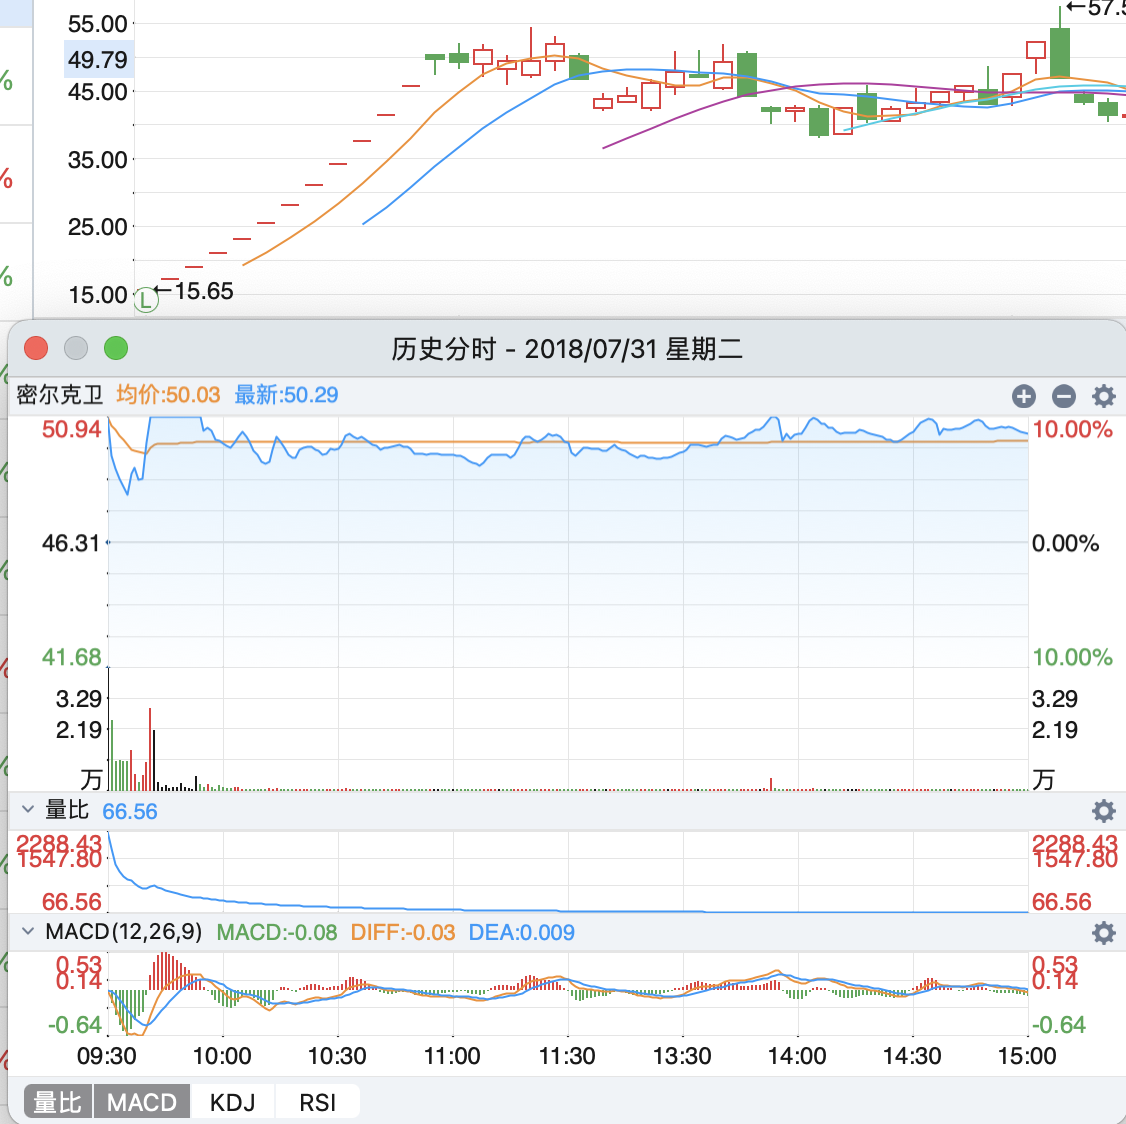 55.00
←57.5
49.79
45.00
35.00
25.00
15.00
L ←15.65
%
%
%
历史分时 - 2018/07/31 星期二
密尔克卫 均价:50.03 最新:50.29
50.94 10.00%
46.31 0.00%
41.68 10.00%
3.29 3.29
2.19 2.19
万 万
量比 66.56
2288.43 2288.43
1547.80 1547.80
66.56 66.56
MACD(12,26,9) MACD:-0.08 DIFF:-0.03 DEA:0.009
0.53 0.53
0.14 0.14
-0.64 -0.64
09:30 10:00 10:30 11:00 11:30 13:30 14:00 14:30 15:00
量比 MACD KDJ RSI